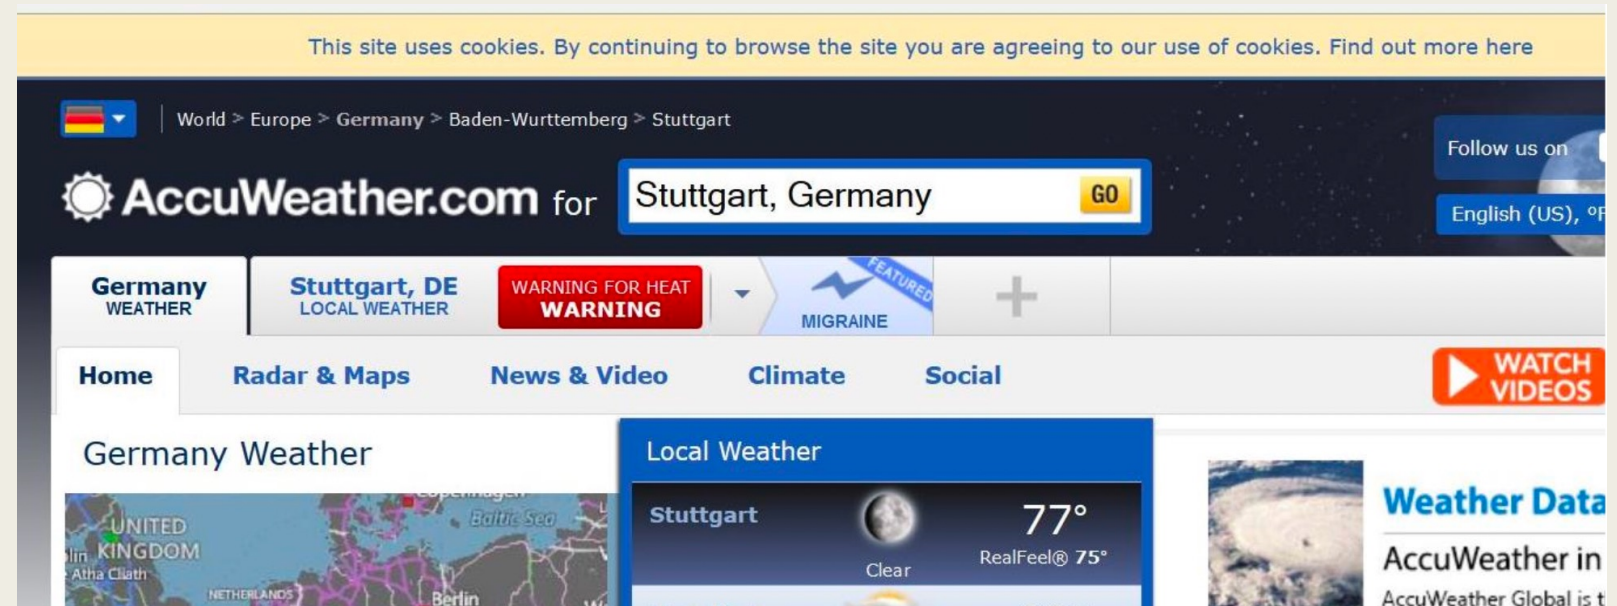 This site uses cookies. By continuing to browse the site you are agreeing to our use of cookies. Find out more here
World > Europe > Germany > Baden-Wurttemberg > Stuttgart
Follow us on
AccuWeather.com for
Stuttgart, Germany
GO
English (US), °F
Germany
WEATHER
Stuttgart, DE
LOCAL WEATHER
WARNING FOR HEAT
WARNING
FEATURED
MIGRAINE
Home
Radar & Maps
News & Video
Climate
Social
WATCH
VIDEOS
Germany Weather
Copenhagen
Baltic Sea
UNITED
KINGDOM
Atha Cliath
NETHERLANDS
Berlin
Local Weather
Stuttgart
77°
RealFeel® 75°
Clear
Weather Data
AccuWeather in
AccuWeather Global is